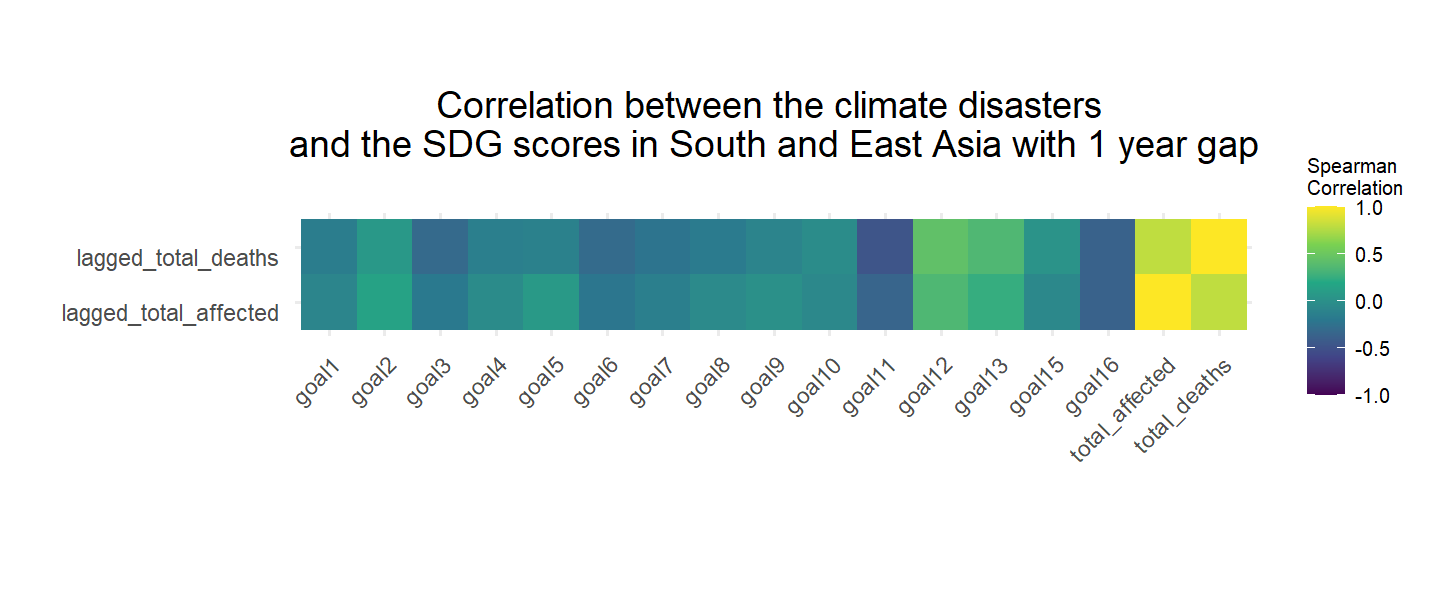 Correlation between the climate disasters
and the SDG scores in South and East Asia with 1 year gap
Spearman
Correlation
1.0
0.5
0.0
-0.5
-1.0
lagged_total_deaths
lagged_total_affected
goal1
goal2
goal3
goal4
goal5
goal6
goal7
goal8
goal9
goal10
goal11
goal12
goal13
goal15
goal16
total_affected
total_deaths